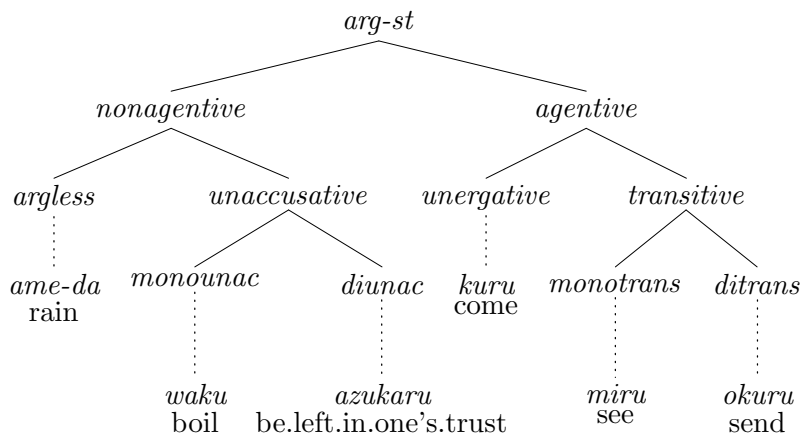 arg-st
nonagentive agentive
argless unaccusative unergative transitive
ame-da monounac diunac kuru monotrans ditrans
rain come
waku azukaru miru okuru
boil be.left.in.one's.trust see send